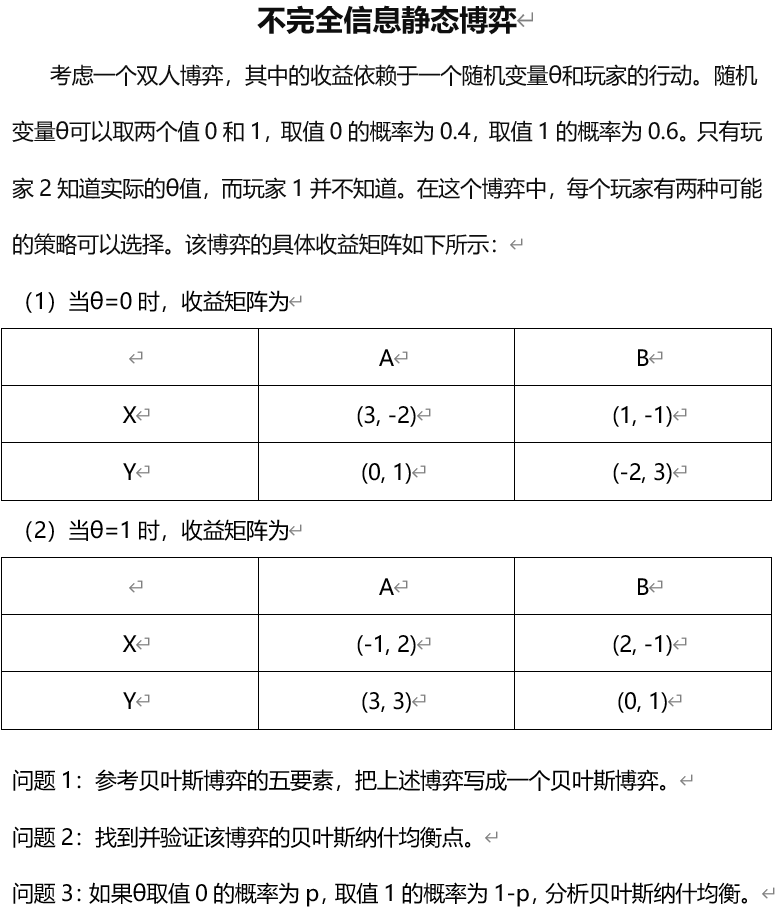 不完全信息静态博弈
考虑一个双人博弈，其中的收益依赖于一个随机变量θ和玩家的行动。随机
变量θ可以取两个值 0 和 1，取值 0 的概率为 0.4，取值 1 的概率为 0.6。只有玩
家 2 知道实际的θ值，而玩家 1 并不知道。在这个博弈中，每个玩家有两种可能
的策略可以选择。该博弈的具体收益矩阵如下所示：
（1）当θ=0 时，收益矩阵为
A B
X (3, -2) (1, -1)
Y (0, 1) (-2, 3)
（2）当θ=1 时，收益矩阵为
A B
X (-1, 2) (2, -1)
Y (3, 3) (0, 1)
问题 1：参考贝叶斯博弈的五要素，把上述博弈写成一个贝叶斯博弈。
问题 2：找到并验证该博弈的贝叶斯纳什均衡点。
问题 3：如果θ取值 0 的概率为 p，取值 1 的概率为 1-p，分析贝叶斯纳什均衡。